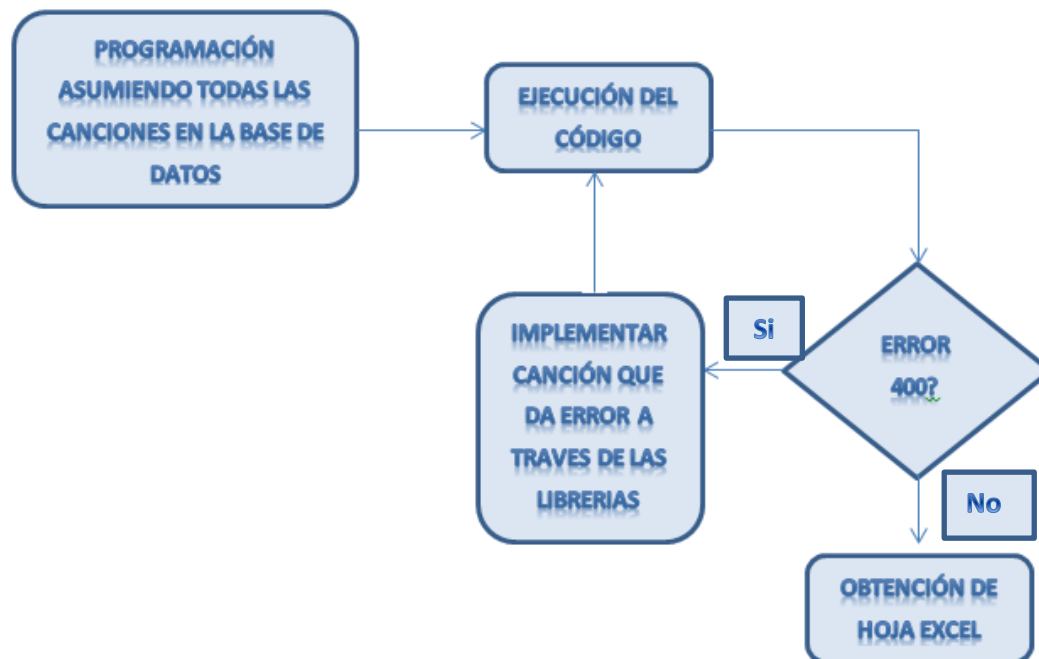 PROGRAMACIÓN
ASUMIENDO TODAS LAS
CANCIONES EN LA BASE DE
DATOS
EJECUCIÓN DEL
CÓDIGO
ERROR
400?
Si
IMPLEMENTAR
CANCIÓN QUE
DA ERROR A
TRAVES DE LAS
LIBRERIAS
No
OBTENCIÓN DE
HOJA EXCEL